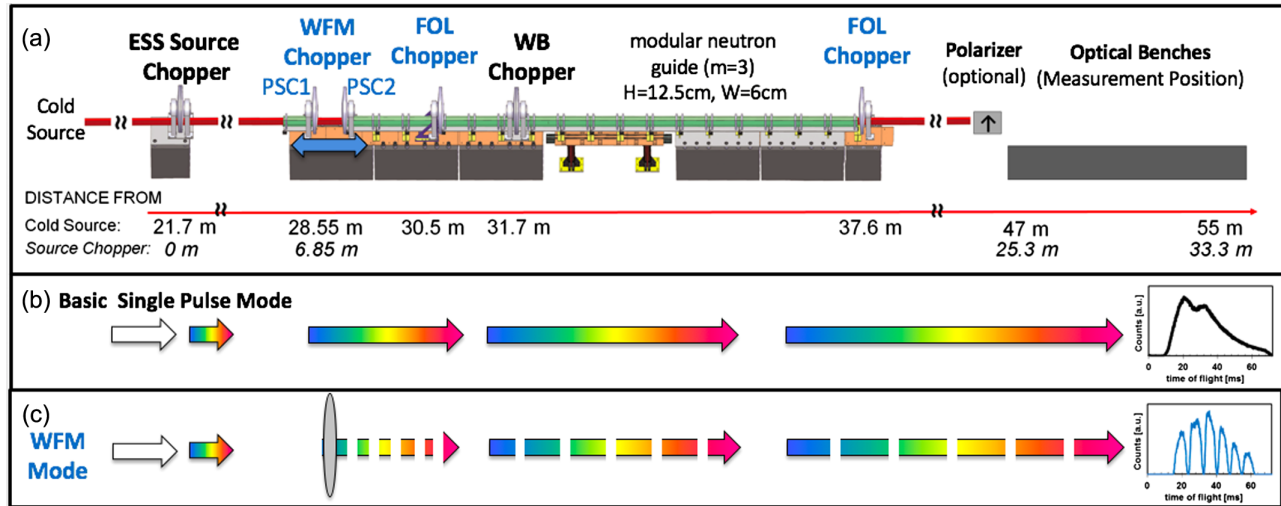 (a)
ESS Source
Chopper
WFM
Chopper
PSC1
PSC2
FOL
Chopper
WB
Chopper
modular neutron
guide (m=3)
H=12.5cm, W=6cm
FOL
Chopper
Polarizer
(optional)
Optical Benches
(Measurement Position)
Cold
Source
DISTANCE FROM
Cold Source: 21.7 m 28.55 m 30.5 m 31.7 m 37.6 m 47 m 55 m
Source Chopper: 0 m 6.85 m 25.3 m 33.3 m
(b) Basic Single Pulse Mode
Counts [a.u.]
20 40 60
time of flight [ms]
(c)
WFM
Mode
Counts [a.u.]
20 40 60
time of flight [ms]